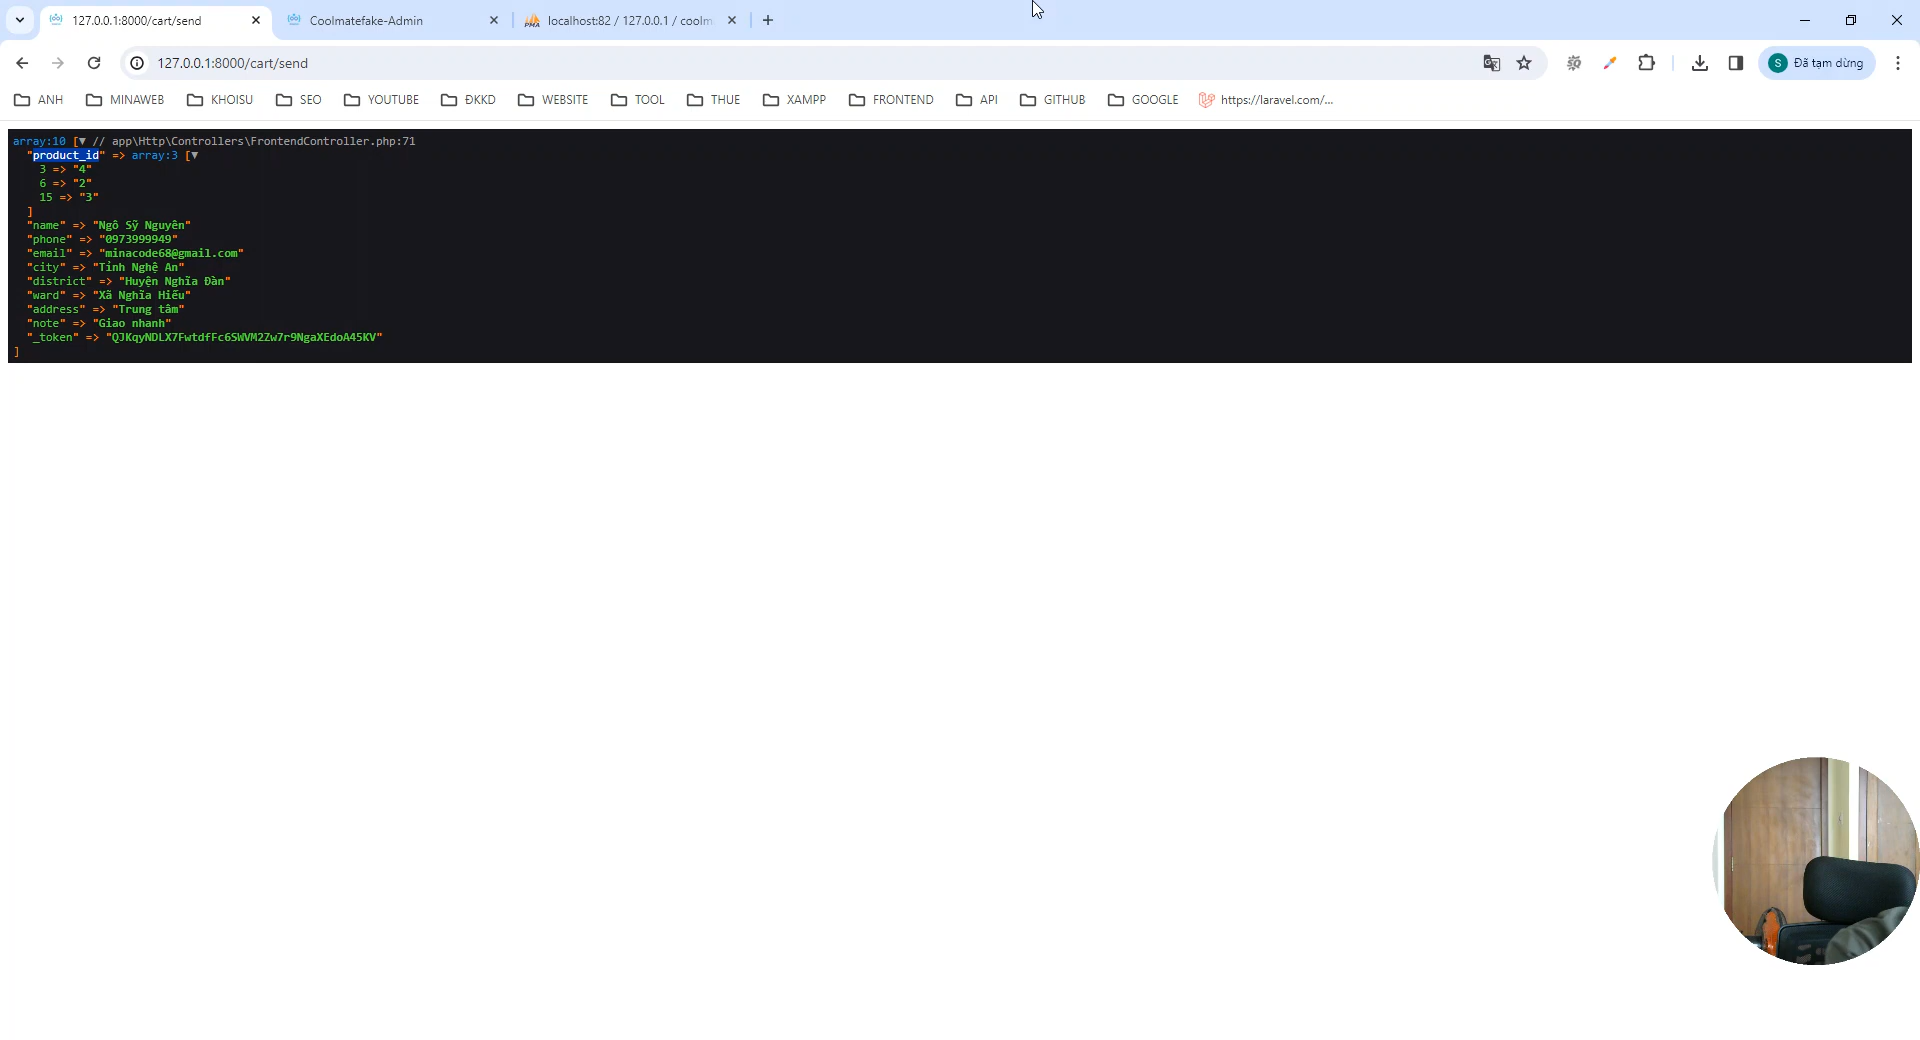 127.0.0.1:8000/cart/send
Coolmatefake-Admin
localhost:82 / 127.0.0.1 / coolm
127.0.0.1:8000/cart/send
S Đã tạm dừng
ANH MINAWEB KHOISU SEO YOUTUBE ĐKKD WEBSITE TOOL THUE XAMPP FRONTEND API GITHUB GOOGLE https://laravel.com/...
array:10 [▼ // app\Http\Controllers\FrontendController.php:71
"product_id" => array:3 [▼
3 => "4"
6 => "2"
15 => "3"
]
"name" => "Ngô Sỹ Nguyên"
"phone" => "0973999949"
"email" => "minacode68@gmail.com"
"city" => "Tỉnh Nghệ An"
"district" => "Huyện Nghĩa Đàn"
"ward" => "Xã Nghĩa Hiếu"
"address" => "Trung tâm"
"note" => "Giao nhanh"
"_token" => "QJKqyNDLX7FwtdfFc6SWVM2Zw7r9NgaXEdoA45KV"
]